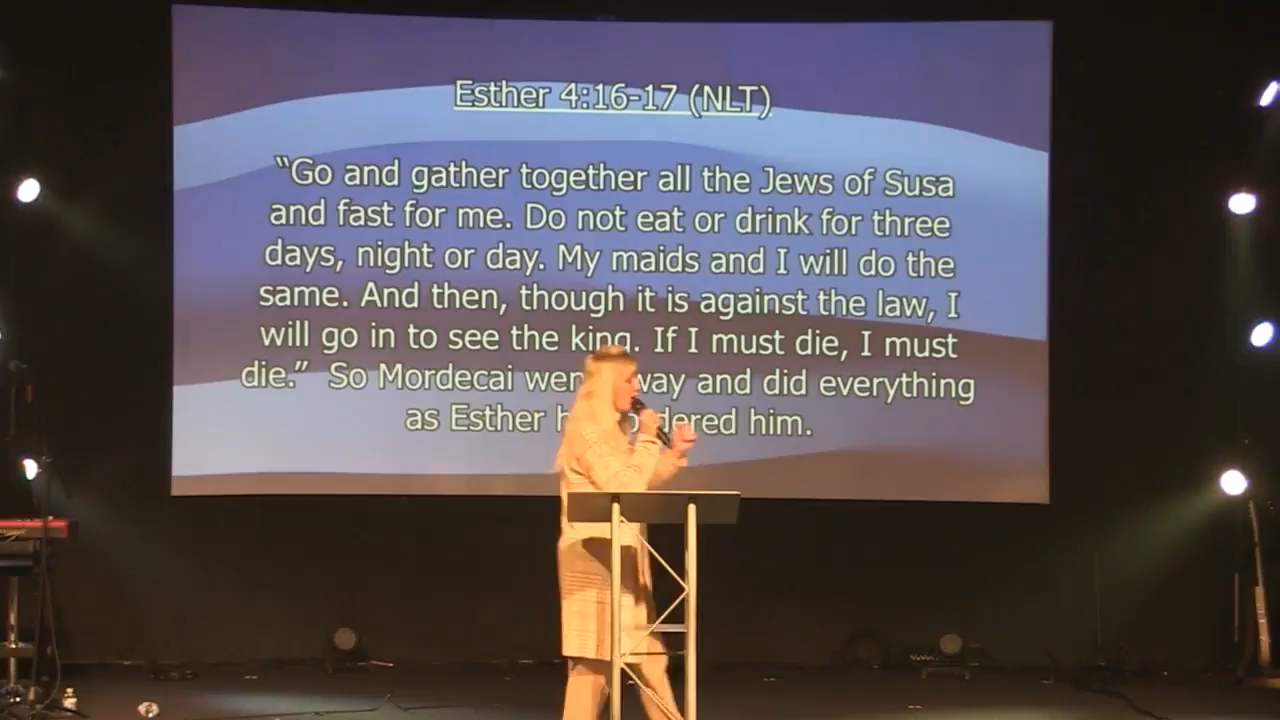 Esther 4:16-17 (NLT)
“Go and gather together all the Jews of Susa
and fast for me. Do not eat or drink for three
days, night or day. My maids and I will do the
same. And then, though it is against the law, I
will go in to see the king. If I must die, I must
die.” So Mordecai way and did everything
as Esther him.